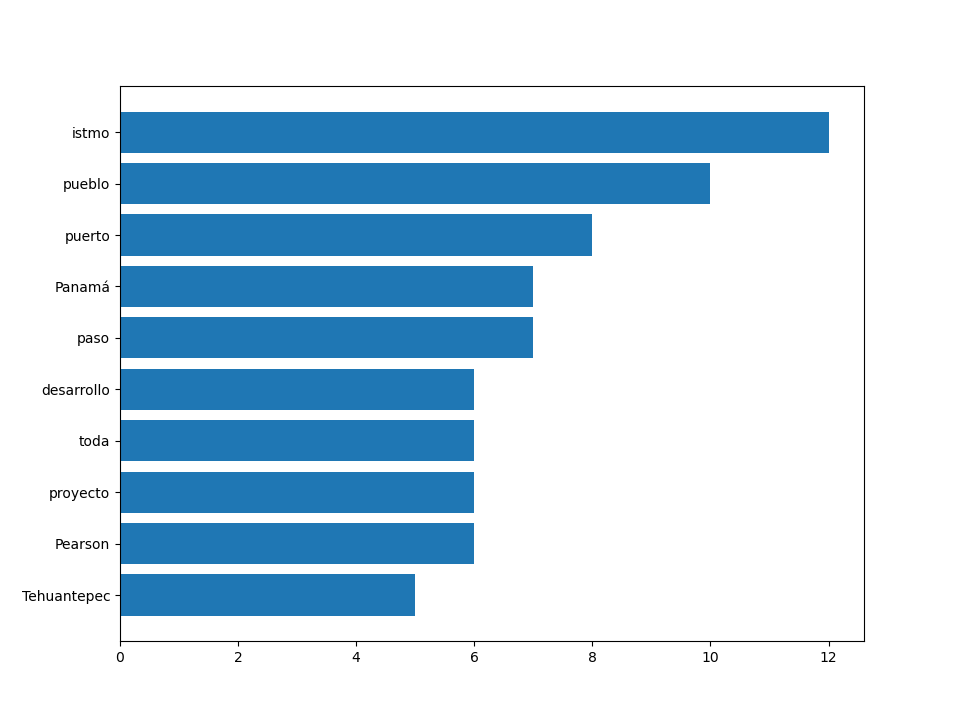 istmo
pueblo
puerto
Panamá
paso
desarrollo
toda
proyecto
Pearson
Tehuantepec
0 2 4 6 8 10 12